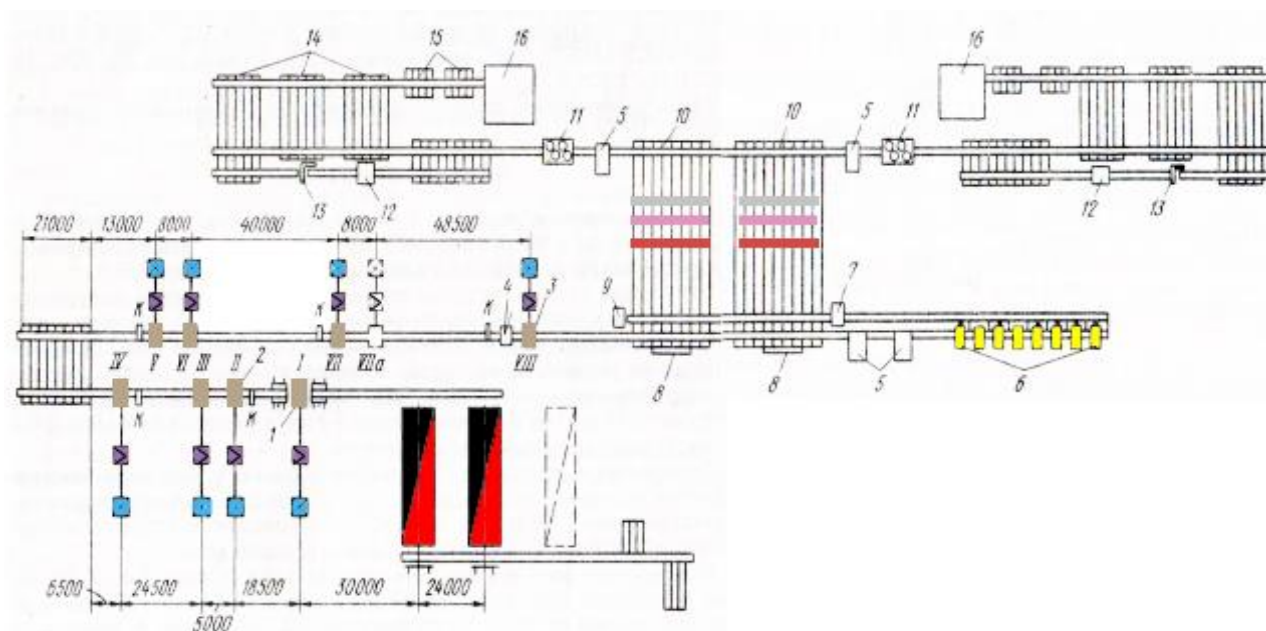 14 15 16 16
11 5 10 10 5 11
13 12 12 13
21000 13000 8000 40000 8000 48500
К К К 4 3 9 7
IV V VI III II 2 I VII VIIa VIII
К К 1 8 8 5 6
6500 24500 5000 18500 30000 24000